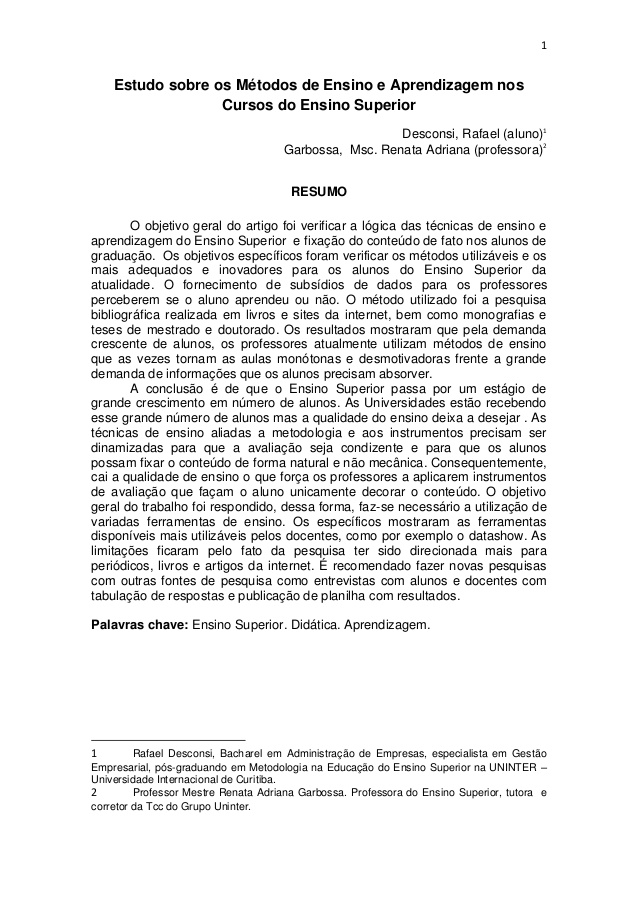 1
Estudo sobre os Métodos de Ensino e Aprendizagem nos
Cursos do Ensino Superior
Desconsi, Rafael (aluno)¹
Garbossa, Msc. Renata Adriana (professora)²
RESUMO
O objetivo geral do artigo foi verificar a lógica das técnicas de ensino e
aprendizagem do Ensino Superior e fixação do conteúdo de fato nos alunos de
graduação. Os objetivos específicos foram verificar os métodos utilizáveis e os
mais adequados e inovadores para os alunos do Ensino Superior da
atualidade. O fornecimento de subsídios de dados para os professores
perceberem se o aluno aprendeu ou não. O método utilizado foi a pesquisa
bibliográfica realizada em livros e sites da internet, bem como monografias e
teses de mestrado e doutorado. Os resultados mostraram que pela demanda
crescente de alunos, os professores atualmente utilizam métodos de ensino
que as vezes tornam as aulas monótonas e desmotivadoras frente a grande
demanda de informações que os alunos precisam absorver.
A conclusão é de que o Ensino Superior passa por um estágio de
grande crescimento em número de alunos. As Universidades estão recebendo
esse grande número de alunos mas a qualidade do ensino deixa a desejar . As
técnicas de ensino aliadas a metodologia e aos instrumentos precisam ser
dinamizadas para que a avaliação seja condizente e para que os alunos
possam fixar o conteúdo de forma natural e não mecânica. Consequentemente,
cai a qualidade de ensino o que força os professores a aplicarem instrumentos
de avaliação que façam o aluno unicamente decorar o conteúdo. O objetivo
geral do trabalho foi respondido, dessa forma, faz-se necessário a utilização de
variadas ferramentas de ensino. Os específicos mostraram as ferramentas
disponíveis mais utilizáveis pelos docentes, como por exemplo o datashow. As
limitações ficaram pelo fato da pesquisa ter sido direcionada mais para
periódicos, livros e artigos da internet. É recomendado fazer novas pesquisas
com outras fontes de pesquisa como entrevistas com alunos e docentes com
tabulação de respostas e publicação de planilha com resultados.
Palavras chave: Ensino Superior. Didática. Aprendizagem.
1 Rafael Desconsi, Bacharel em Administração de Empresas, especialista em Gestão
Empresarial, pós-graduando em Metodologia na Educação do Ensino Superior na UNINTER –
Universidade Internacional de Curitiba.
2 Professor Mestre Renata Adriana Garbossa. Professora do Ensino Superior, tutora e
corretor da Tcc do Grupo Uninter.